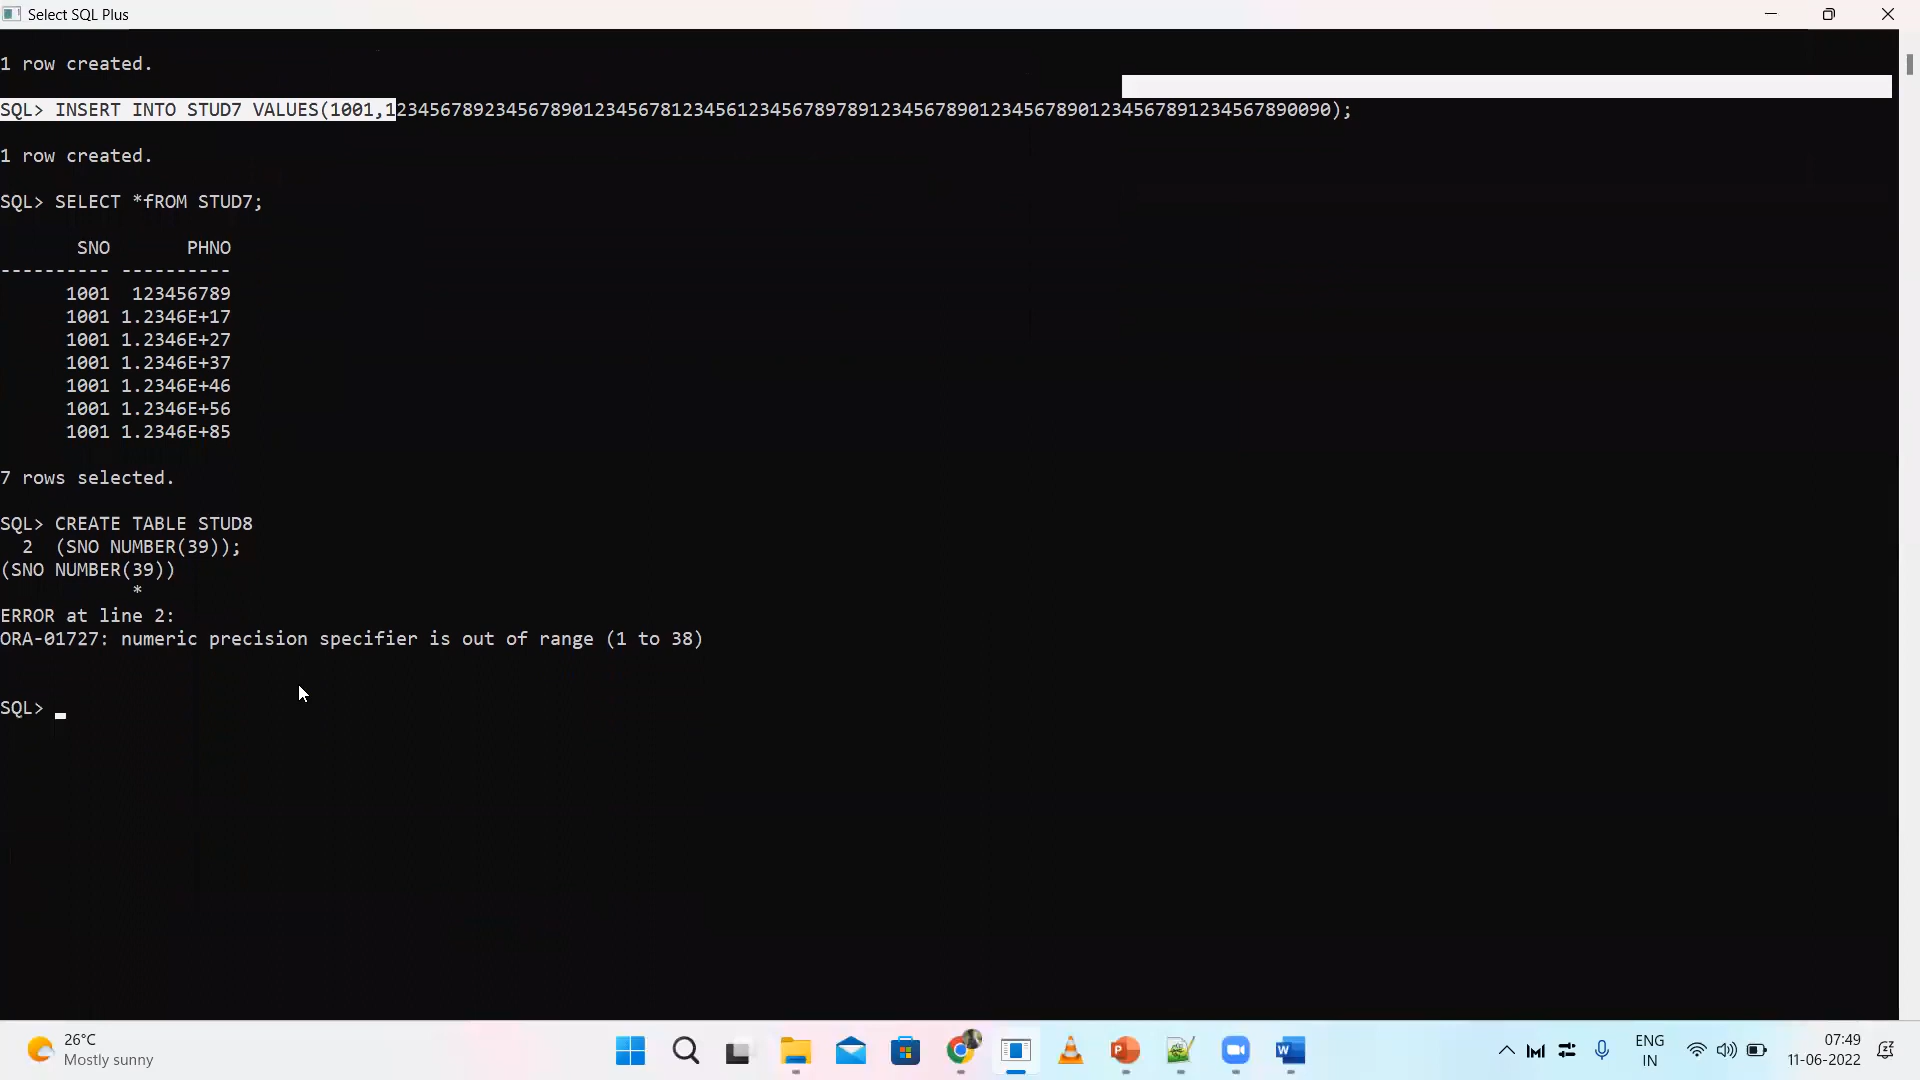 Select SQL Plus
1 row created.
SQL> INSERT INTO STUD7 VALUES(1001,12345678923456789012345678123456123456789789123456789012345678901234567891234567890090);
1 row created.
SQL> SELECT *fROM STUD7;
SNO PHNO
---------- ----------
1001 123456789
1001 1.2346E+17
1001 1.2346E+27
1001 1.2346E+37
1001 1.2346E+46
1001 1.2346E+56
1001 1.2346E+85
7 rows selected.
SQL> CREATE TABLE STUD8
2 (SNO NUMBER(39));
(SNO NUMBER(39))
*
ERROR at line 2:
ORA-01727: numeric precision specifier is out of range (1 to 38)
SQL>
26°C
Mostly sunny
ENG
IN
07:49
11-06-2022